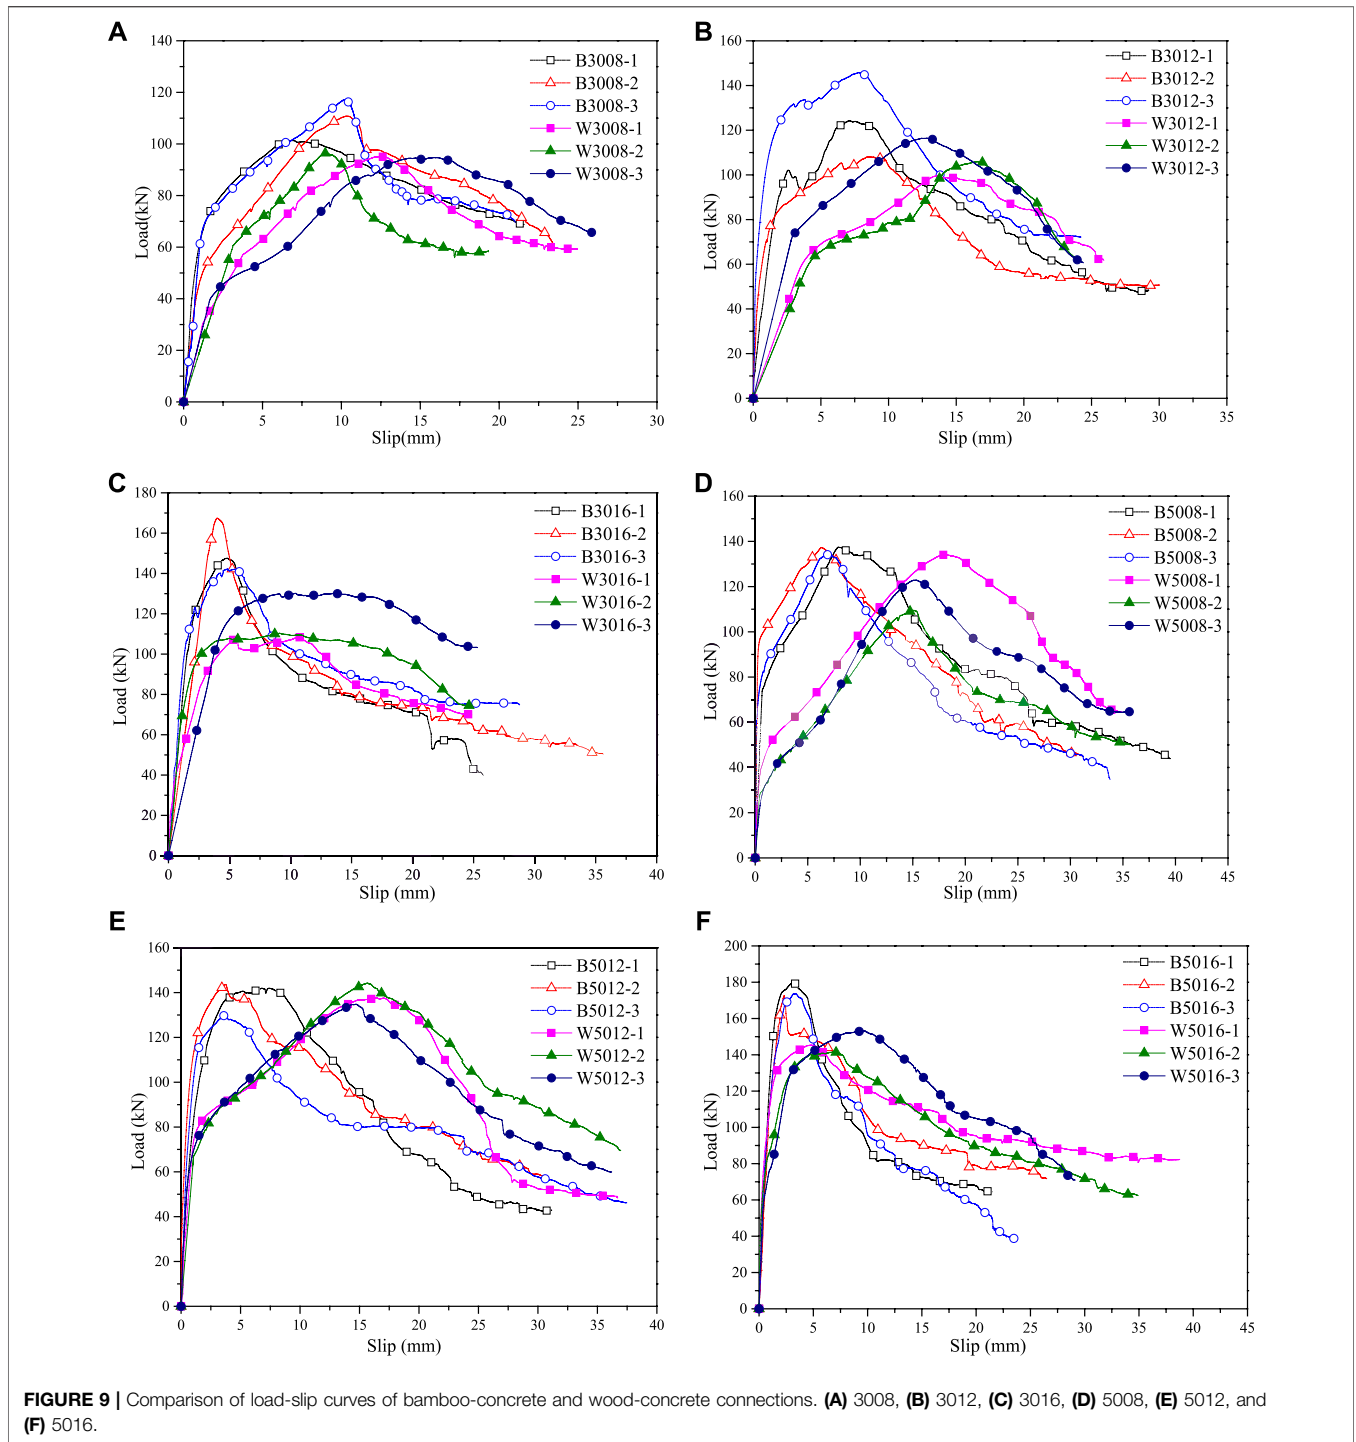 A
140
120
100
80
60
40
20
0
Load(kN)
0 5 10 15 20 25 30
Slip(mm)
B3008-1
B3008-2
B3008-3
W3008-1
W3008-2
W3008-3
B
160
140
120
100
80
60
40
20
0
Load (kN)
0 5 10 15 20 25 30 35
Slip (mm)
B3012-1
B3012-2
B3012-3
W3012-1
W3012-2
W3012-3
C
180
160
140
120
100
80
60
40
20
0
Load (kN)
0 5 10 15 20 25 30 35 40
Slip (mm)
B3016-1
B3016-2
B3016-3
W3016-1
W3016-2
W3016-3
D
160
140
120
100
80
60
40
20
0
Load (kN)
0 5 10 15 20 25 30 35 40 45
Slip (mm)
B5008-1
B5008-2
B5008-3
W5008-1
W5008-2
W5008-3
E
160
140
120
100
80
60
40
20
0
Load (kN)
0 5 10 15 20 25 30 35 40
Slip (mm)
B5012-1
B5012-2
B5012-3
W5012-1
W5012-2
W5012-3
F
200
180
160
140
120
100
80
60
40
20
0
Load (kN)
0 5 10 15 20 25 30 35 40 45
Slip (mm)
B5016-1
B5016-2
B5016-3
W5016-1
W5016-2
W5016-3
FIGURE 9 | Comparison of load-slip curves of bamboo-concrete and wood-concrete connections. (A) 3008, (B) 3012, (C) 3016, (D) 5008, (E) 5012, and
(F) 5016.